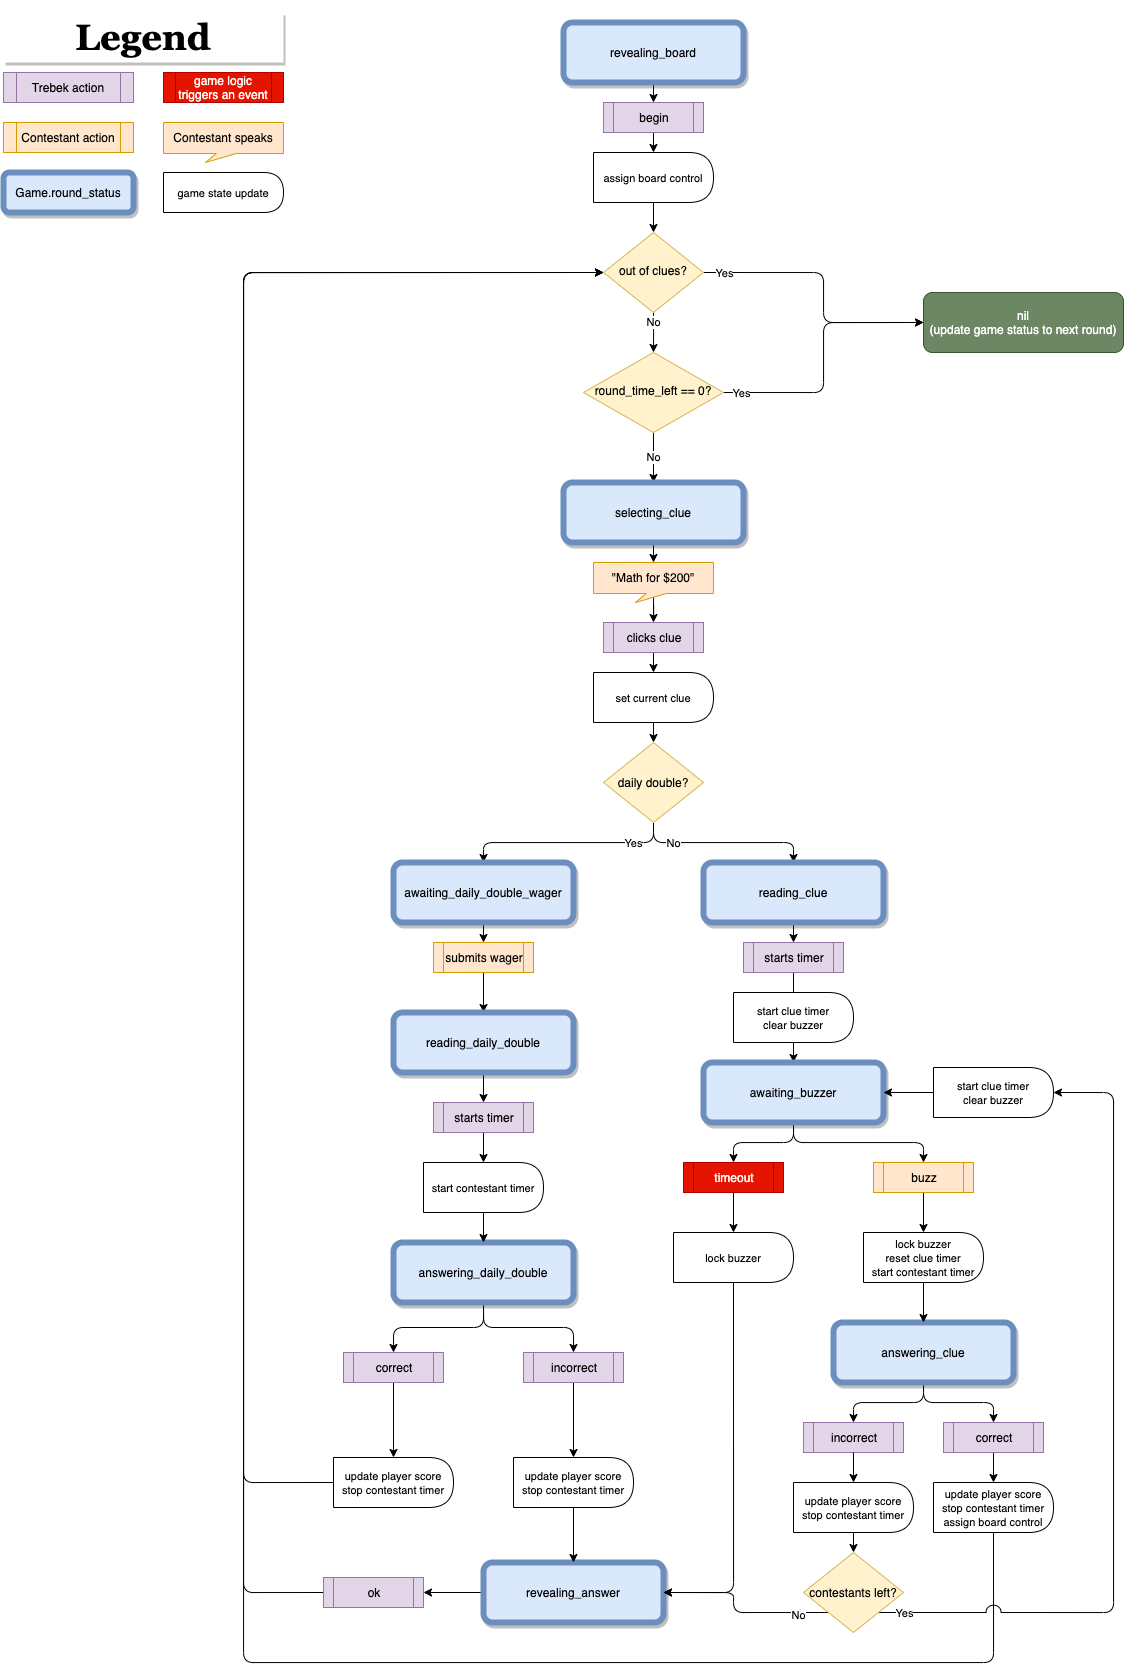 Legend
Trebek action
game logic
triggers an event
Contestant action
Contestant speaks
Game.round_status
game state update
revealing_board
begin
assign board control
out of clues?
Yes
No
nil
(update game status to next round)
round_time_left == 0?
Yes
No
selecting_clue
"Math for $200"
clicks clue
set current clue
daily double?
Yes
No
awaiting_daily_double_wager
reading_clue
submits wager
starts timer
start clue timer
clear buzzer
reading_daily_double
awaiting_buzzer
start clue timer
clear buzzer
starts timer
timeout
buzz
start contestant timer
lock buzzer
lock buzzer
reset clue timer
start contestant timer
answering_daily_double
answering_clue
correct
incorrect
incorrect
correct
update player score
stop contestant timer
update player score
stop contestant timer
update player score
stop contestant timer
update player score
stop contestant timer
assign board control
ok
revealing_answer
contestants left?
No
Yes